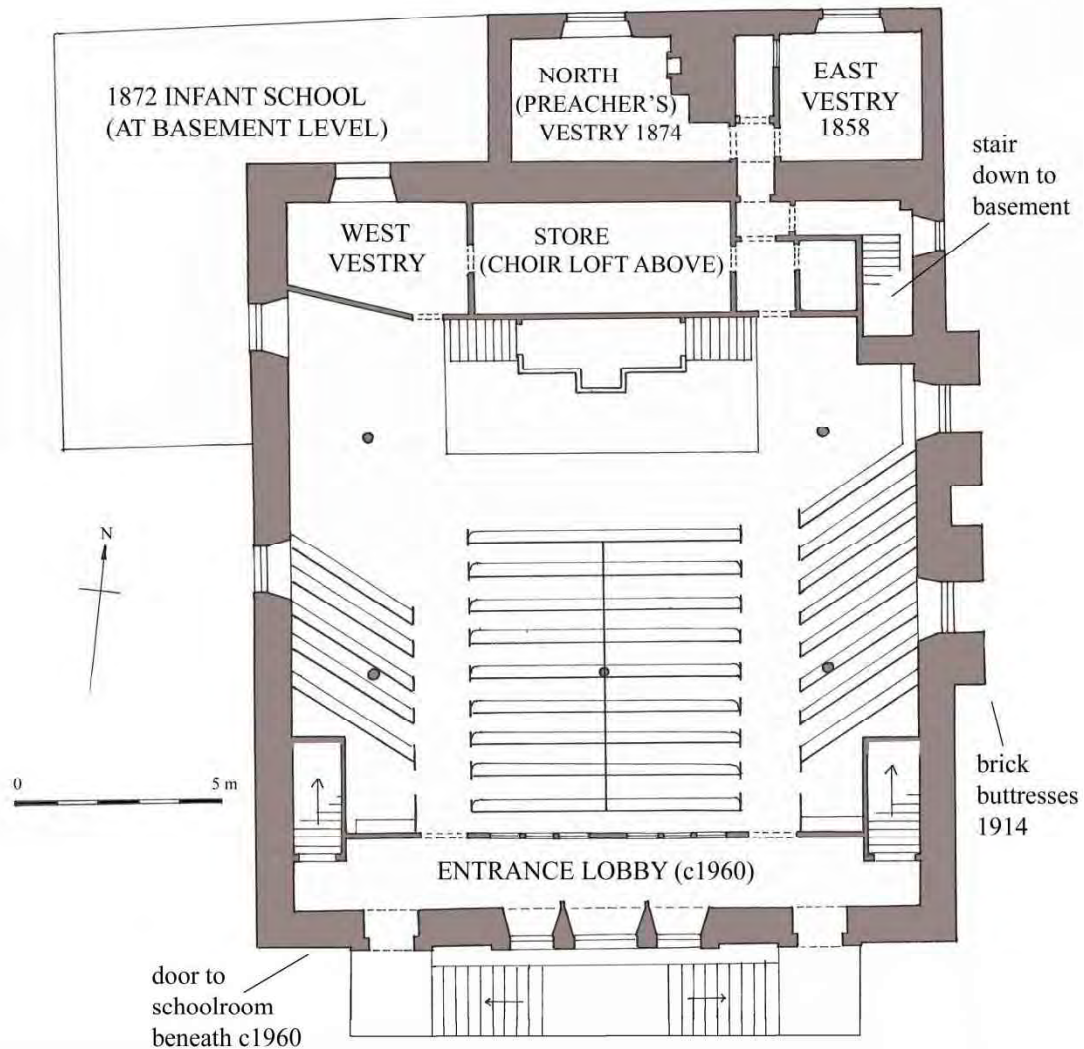 1872 INFANT SCHOOL
(AT BASEMENT LEVEL)
NORTH
(PREACHER'S)
VESTRY 1874
EAST
VESTRY
1858
stair
down to
basement
WEST
VESTRY
STORE
(CHOIR LOFT ABOVE)
N
0 5 m
brick
buttresses
1914
ENTRANCE LOBBY (c1960)
door to
schoolroom
beneath c1960